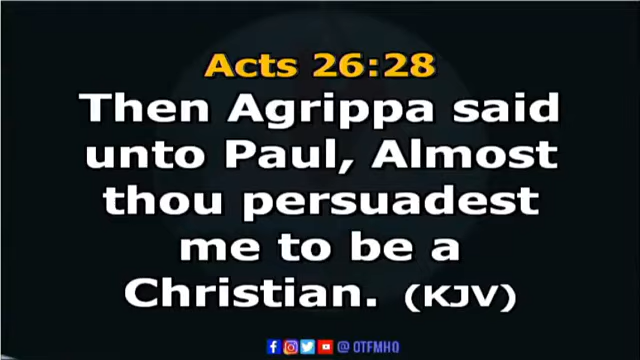 Acts 26:28
Then Agrippa said
unto Paul, Almost
thou persuadest
me to be a
Christian. (KJV)
@ OTFMHQ